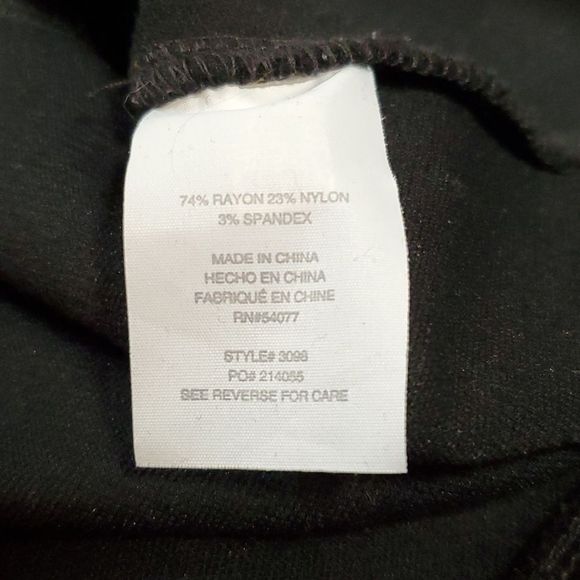 74% RAYON 23% NYLON
3% SPANDEX
MADE IN CHINA
HECHO EN CHINA
FABRIQUÉ EN CHINE
RN#54077
STYLE# 3098
PO# 214055
SEE REVERSE FOR CARE